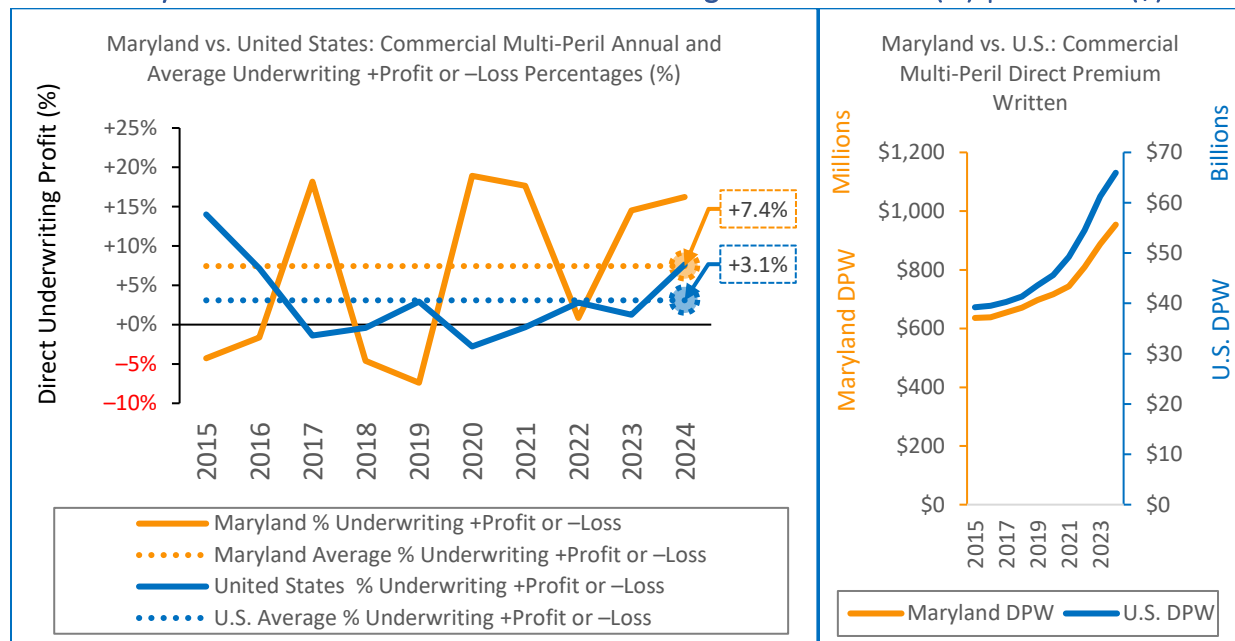 Maryland vs. United States: Commercial Multi-Peril Annual and
Average Underwriting +Profit or –Loss Percentages (%)
Direct Underwriting Profit (%)
+25%
+20%
+15%
+10%
+5%
+0%
–5%
–10%
+7.4%
+3.1%
2015
2016
2017
2018
2019
2020
2021
2022
2023
2024
Maryland % Underwriting +Profit or –Loss
Maryland Average % Underwriting +Profit or –Loss
United States % Underwriting +Profit or –Loss
U.S. Average % Underwriting +Profit or –Loss
Maryland vs. U.S.: Commercial
Multi-Peril Direct Premium
Written
Maryland DPW
Millions
$1,200
$1,000
$800
$600
$400
$200
$0
Billions
U.S. DPW
$70
$60
$50
$40
$30
$20
$10
$0
2015
2017
2019
2021
2023
Maryland DPW
U.S. DPW